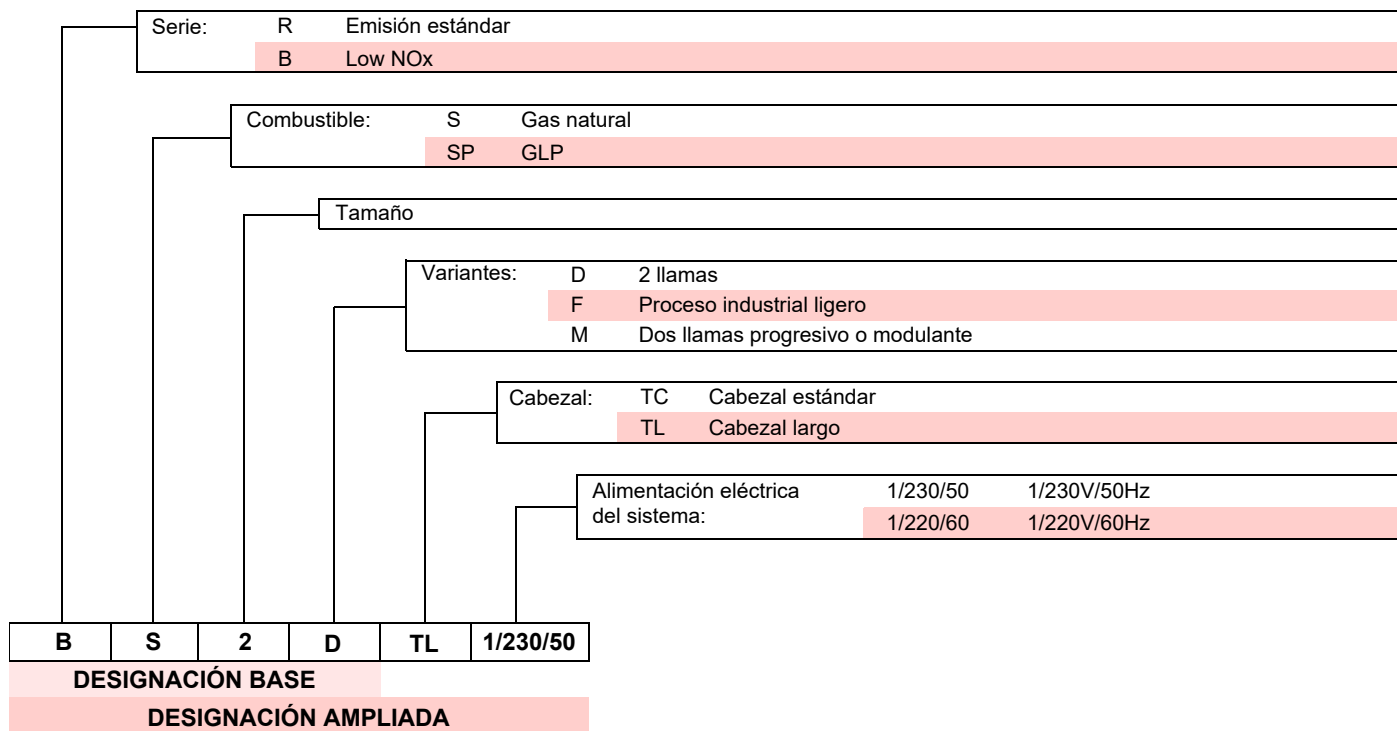 Serie: R Emisión estándar
B Low NOx
Combustible: S Gas natural
SP GLP
Tamaño
Variantes: D 2 llamas
F Proceso industrial ligero
M Dos llamas progresivo o modulante
Cabezal: TC Cabezal estándar
TL Cabezal largo
Alimentación eléctrica 1/230/50 1/230V/50Hz
del sistema: 1/220/60 1/220V/60Hz
B S 2 D TL 1/230/50
DESIGNACIÓN BASE
DESIGNACIÓN AMPLIADA